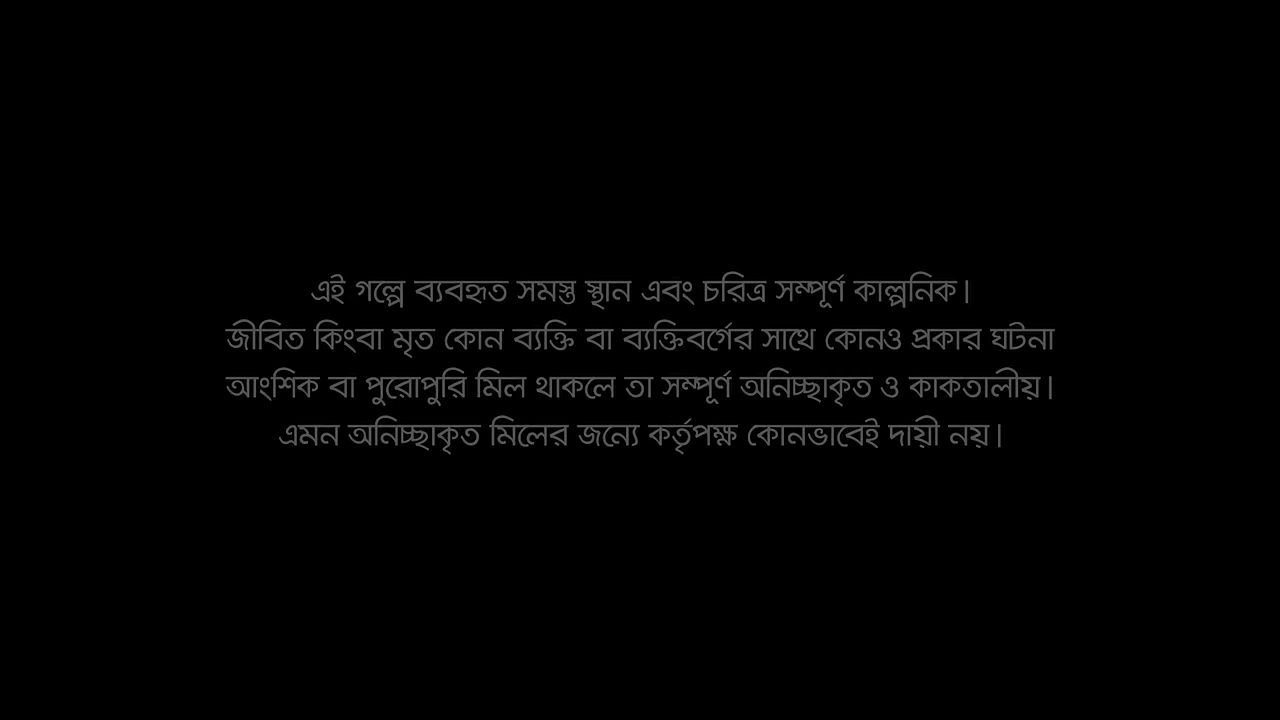 এই গল্পে ব্যবহৃত সমস্ত স্থান এবং চরিত্র সম্পূর্ণ কাল্পনিক।
জীবিত কিংবা মৃত কোন ব্যক্তি বা ব্যক্তিবর্গের সাথে কোনও প্রকার ঘটনা
আংশিক বা পুরোপুরি মিল থাকলে তা সম্পূর্ণ অনিচ্ছাকৃত ও কাকতালীয়।
এমন অনিচ্ছাকৃত মিলের জন্যে কর্তৃপক্ষ কোনভাবেই দায়ী নয়।